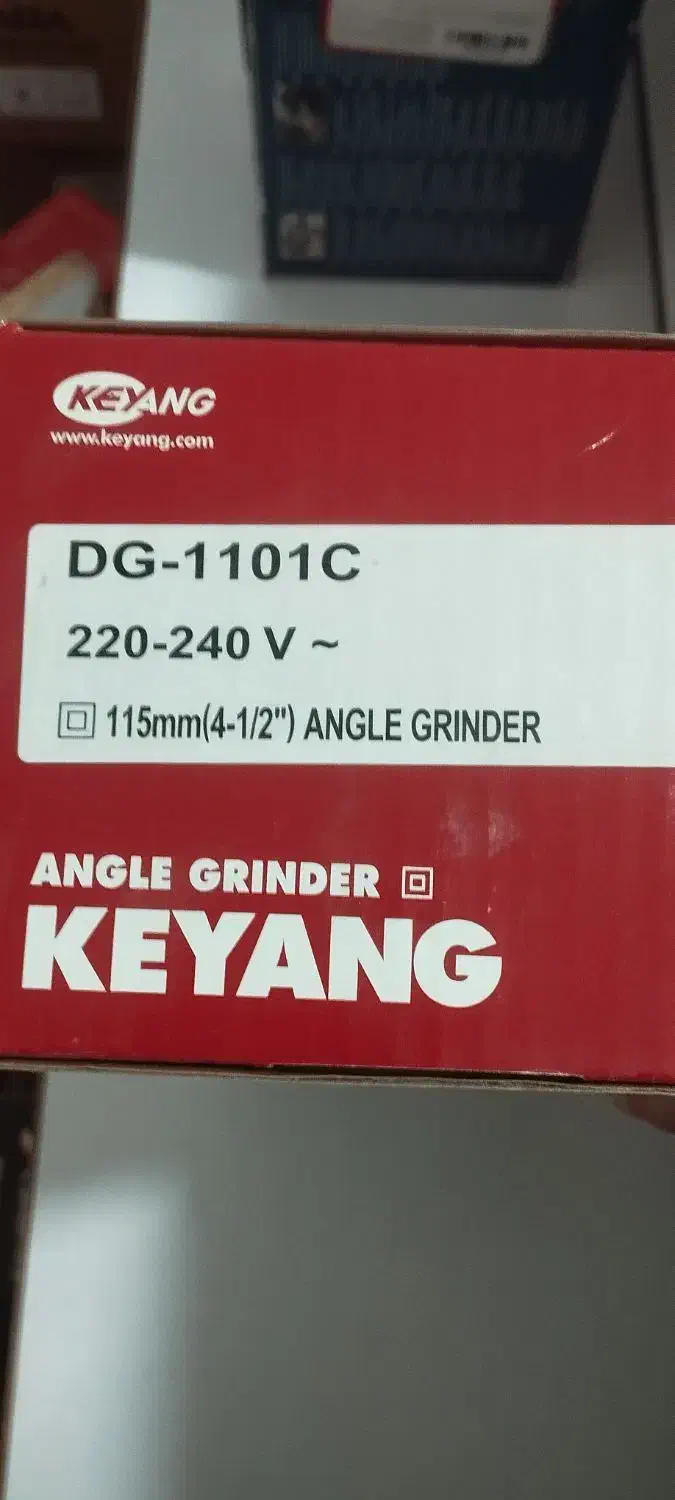 KEYANG
www.keyang.com
DG-1101C
220-240 V ~
115mm(4-1/2") ANGLE GRINDER
ANGLE GRINDER
KEYANG